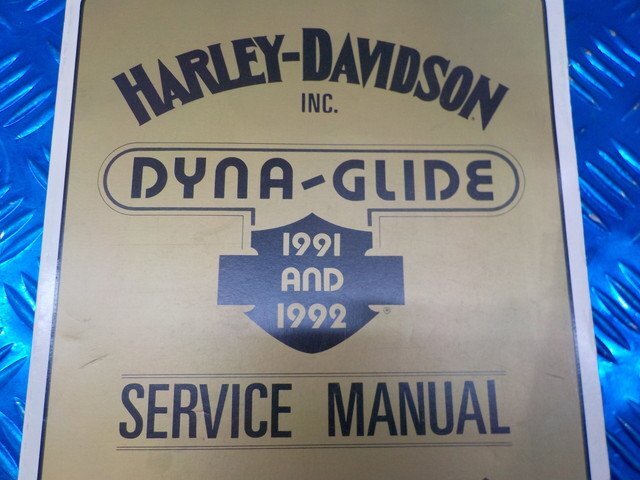 HARLEY-DAVIDSON
INC.
DYNA-GLIDE
1991
AND
1992
®
SERVICE MANUAL